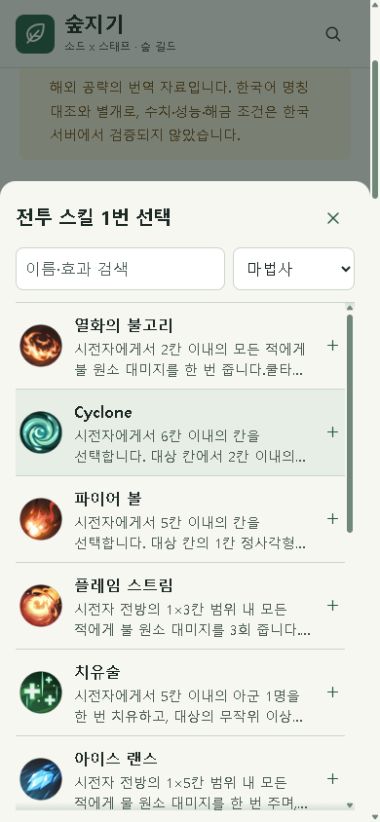 숲지기
소드 x 스태프 · 숲 길드
해외 공략의 번역 자료입니다. 한국어 명칭
대조와 별개로, 수치·성능·해금 조건은 한국
서버에서 검증되지 않았습니다.
전투 스킬 1번 선택
이름·효과 검색
마법사
열화의 불고리
시전자에게서 2칸 이내의 모든 적에게
불 원소 대미지를 한 번 줍니다.쿨타...
Cyclone
시전자에게서 6칸 이내의 칸을
선택합니다. 대상 칸에서 2칸 이내의...
파이어 볼
시전자에게서 5칸 이내의 칸을
선택합니다. 대상 칸의 1칸 정사각형...
플레임 스트림
시전자 전방의 1×3칸 범위 내 모든
적에게 불 원소 대미지를 3회 줍니다....
치유술
시전자에게서 5칸 이내의 아군 1명을
한 번 치유하고, 대상의 무작위 이상...
아이스 랜스
시전자 전방의 1×5칸 범위 내 모든
적에게 물 원소 대미지를 한 번 주며,...